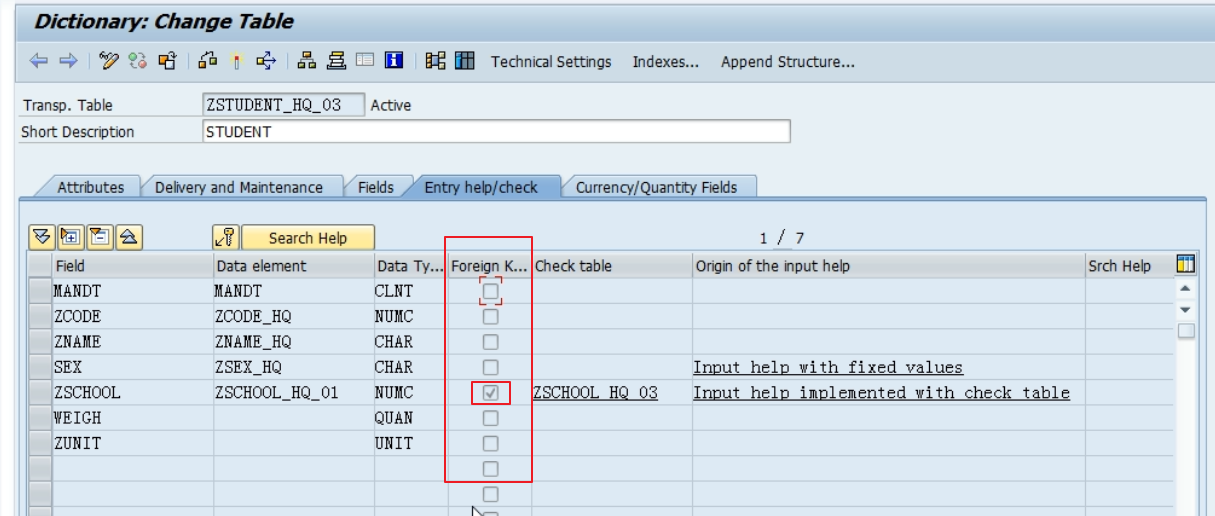 Dictionary: Change Table
Technical Settings Indexes... Append Structure...
Transp. Table ZSTUDENT_HQ_03 Active
Short Description STUDENT
Attributes Delivery and Maintenance Fields Entry help/check Currency/Quantity Fields
Search Help 1 / 7
Field Data element Data Ty... Foreign K... Check table Origin of the input help Srch Help
MANDT MANDT CLNT
ZCODE ZCODE_HQ NUMC
ZNAME ZNAME_HQ CHAR
SEX ZSEX_HQ CHAR Input help with fixed values
ZSCHOOL ZSCHOOL_HQ_01 NUMC ZSCHOOL_HQ_03 Input help implemented with check table
WEIGH QUAN
ZUNIT UNIT